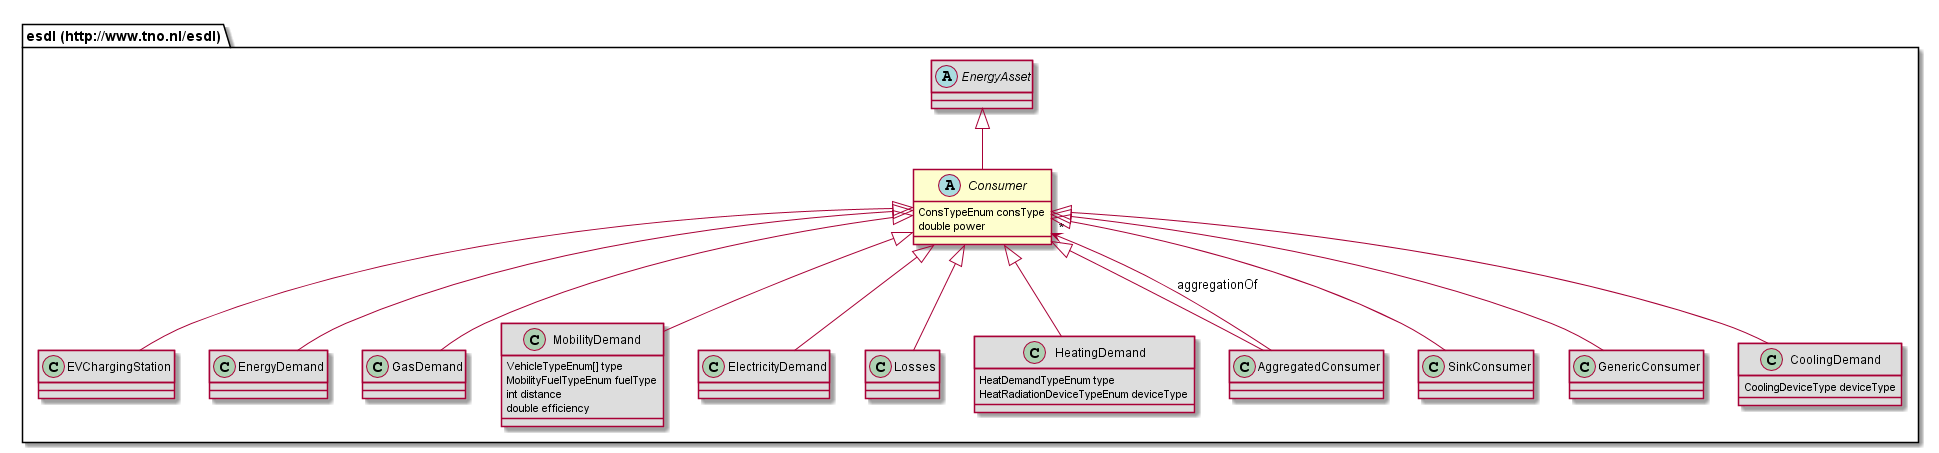 esdl (http://www.tno.nl/esdl)
A EnergyAsset
A Consumer
ConsTypeEnum consType
double power
*
aggregationOf
C EVChargingStation
C EnergyDemand
C GasDemand
C MobilityDemand
VehicleTypeEnum[] type
MobilityFuelTypeEnum fuelType
int distance
double efficiency
C ElectricityDemand
C Losses
C HeatingDemand
HeatDemandTypeEnum type
HeatRadiationDeviceTypeEnum deviceType
C AggregatedConsumer
C SinkConsumer
C GenericConsumer
C CoolingDemand
CoolingDeviceType deviceType